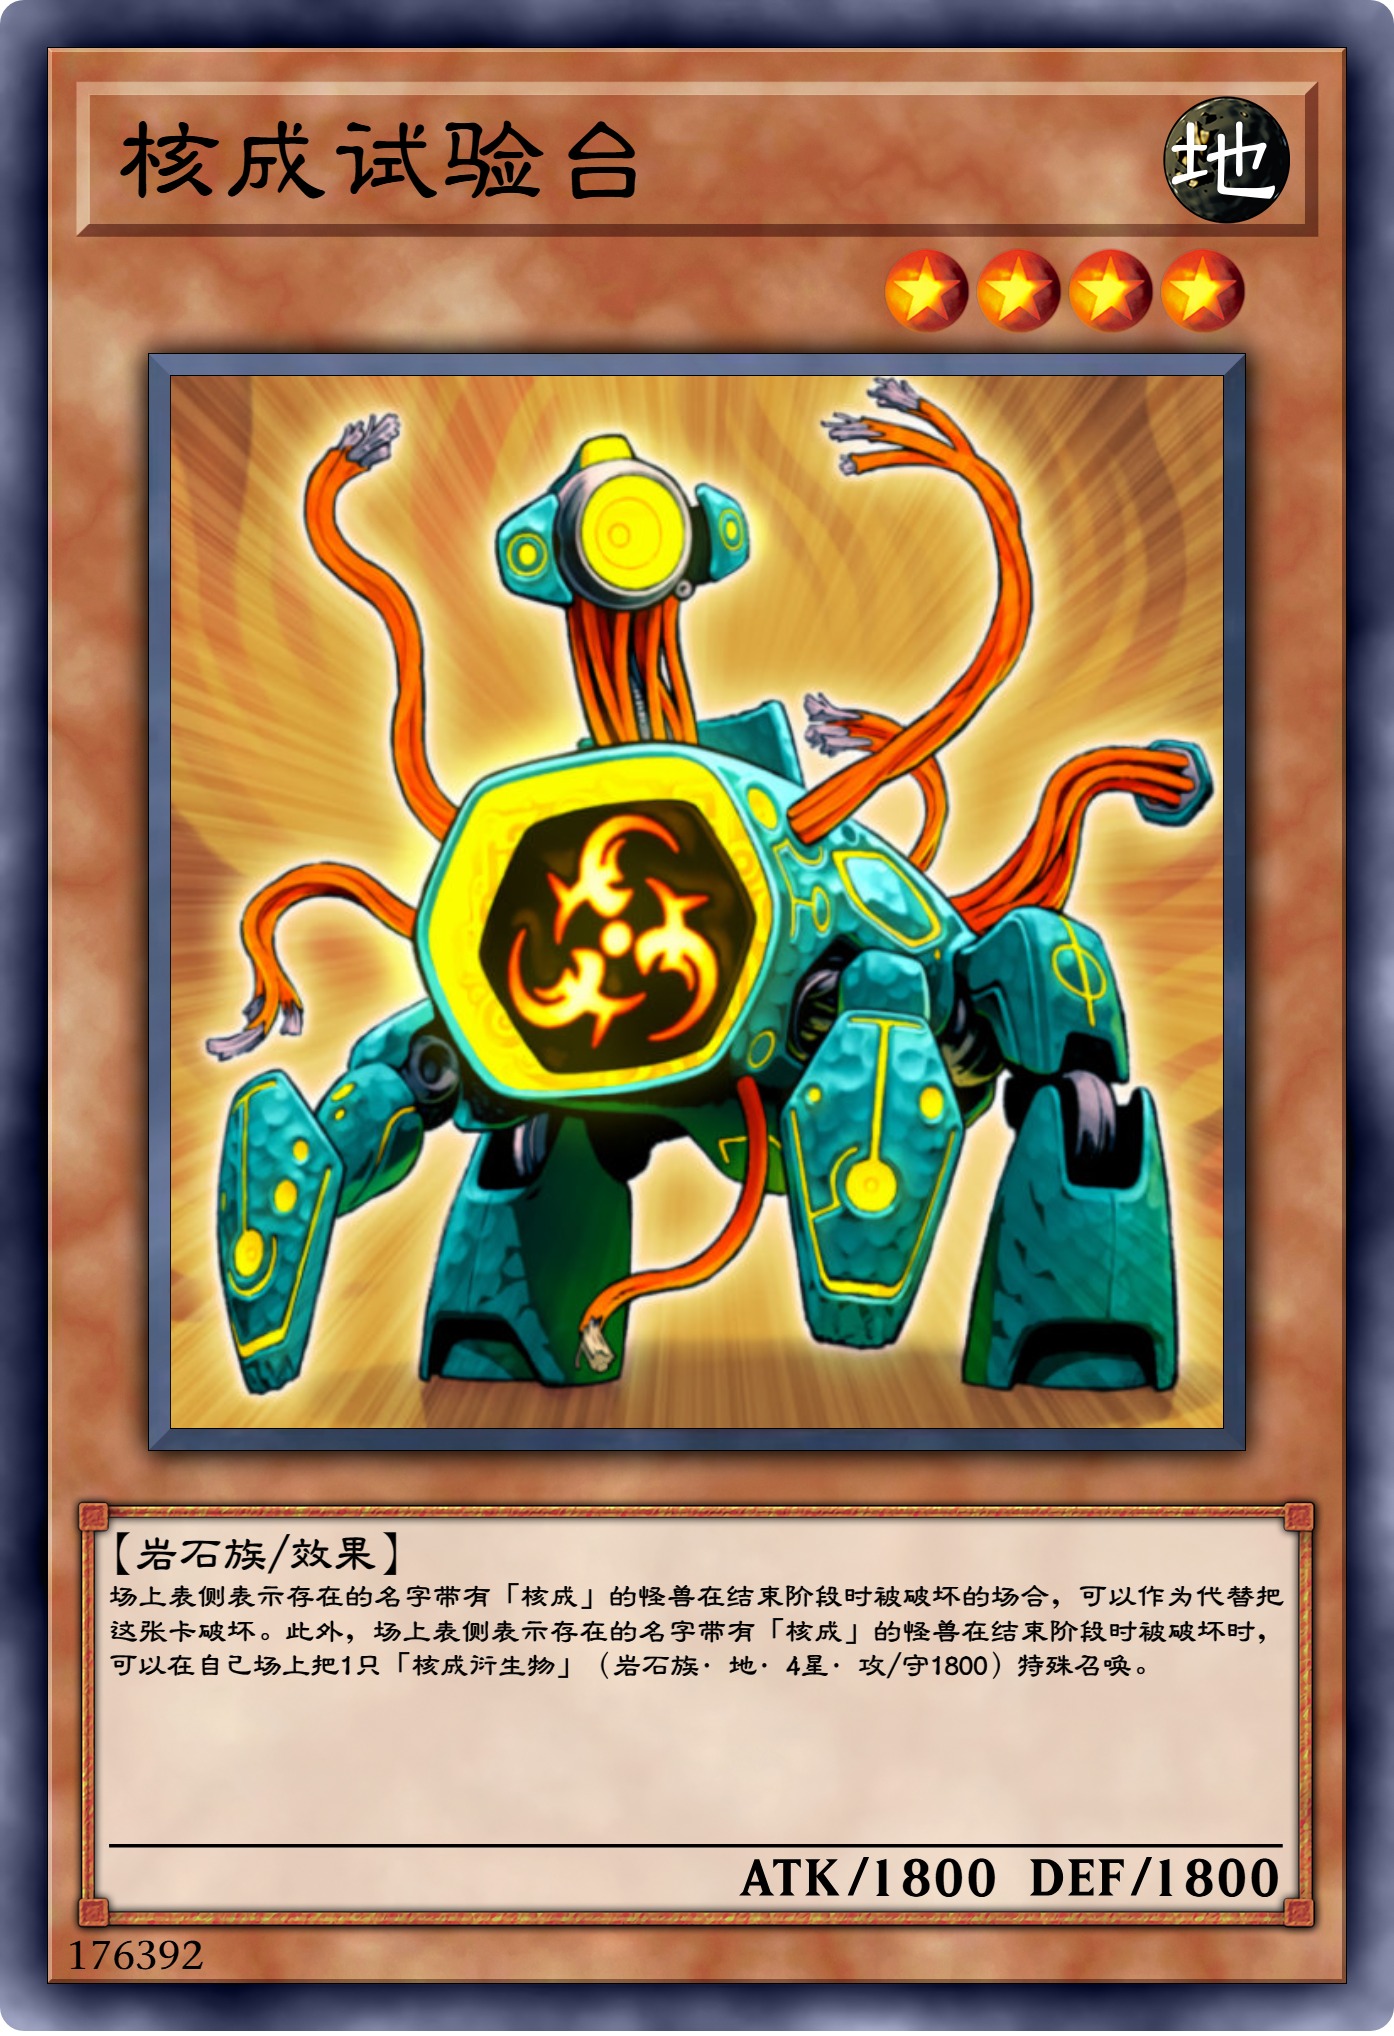 核成试验台
地
【岩石族/效果】
场上表侧表示存在的名字带有「核成」的怪兽在结束阶段时被破坏的场合，可以作为代替把
这张卡破坏。此外，场上表侧表示存在的名字带有「核成」的怪兽在结束阶段时被破坏时，
可以在自己场上把1只「核成衍生物」（岩石族·地·4星·攻/守1800）特殊召唤。
ATK/1800 DEF/1800
176392